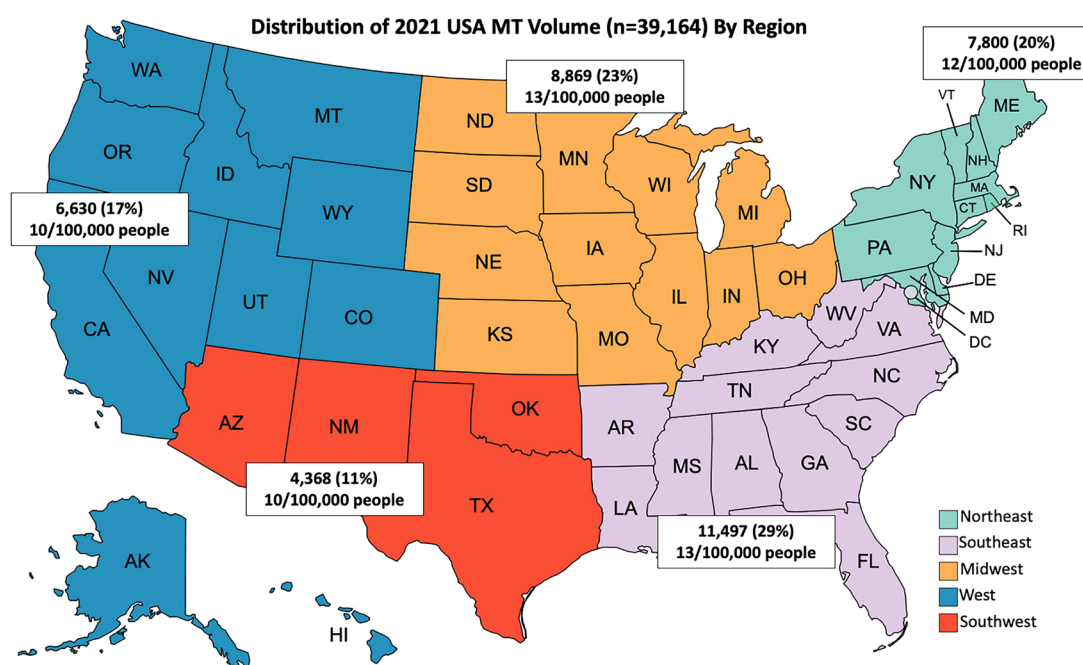 Distribution of 2021 USA MT Volume (n=39,164) By Region
7,800 (20%)
12/100,000 people
8,869 (23%)
13/100,000 people
6,630 (17%)
10/100,000 people
4,368 (11%)
10/100,000 people
11,497 (29%)
13/100,000 people
WA
OR
ID
MT
WY
NV
CA
UT
CO
AK
HI
ND
SD
NE
KS
MN
IA
MO
WI
IL
MI
IN
OH
AZ
NM
OK
TX
AR
LA
MS
AL
GA
FL
SC
NC
TN
KY
WV
VA
VT
ME
NH
NY
MA
CT
RI
PA
NJ
DE
MD
DC
Northeast
Southeast
Midwest
West
Southwest